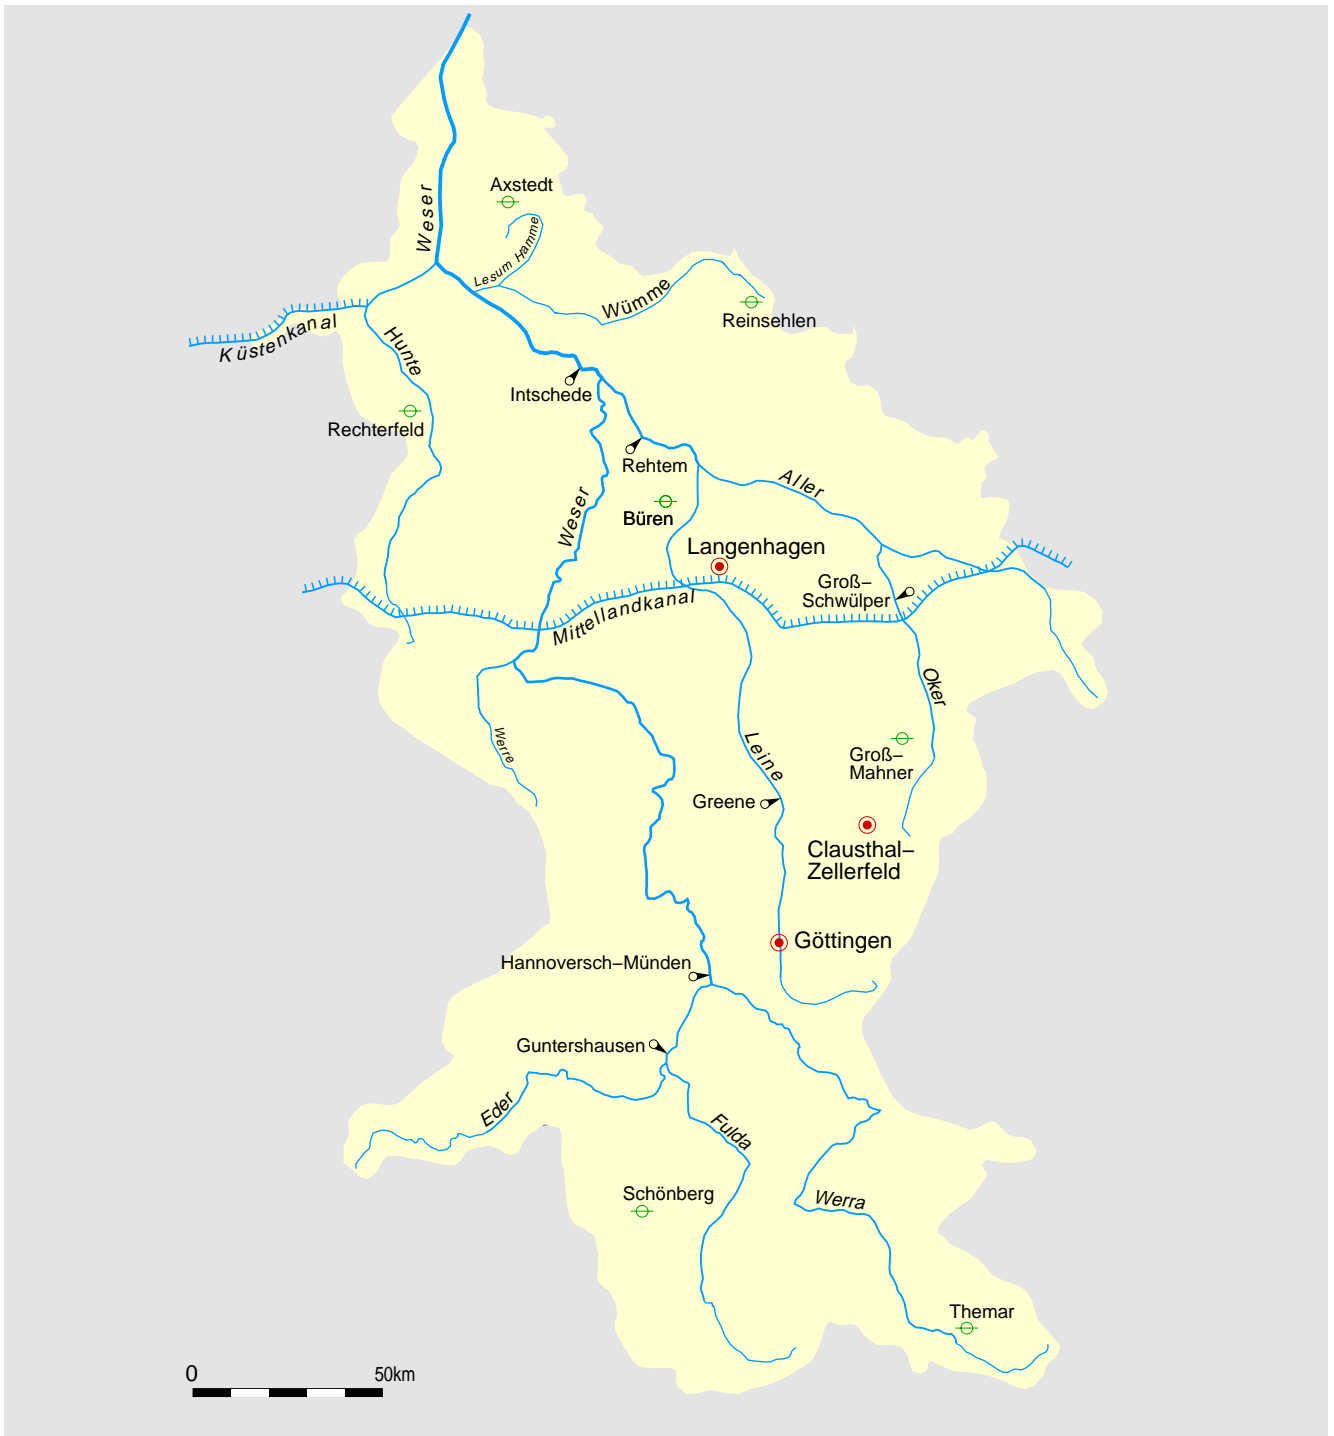 Axstedt
Weser
Lesum Hamme
Wümme
Reinsehlen
Küstenkanal
Hunte
Intschede
Rechterfeld
Rehtem
Aller
Weser
Büren
Langenhagen
Groß–
Schwülper
Mittellandkanal
Oker
Werre
Leine
Groß–
Mahner
Greene
Clausthal–
Zellerfeld
Göttingen
Hannoversch–Münden
Guntershausen
Eder
Fulda
Schönberg
Werra
Themar
0 50km